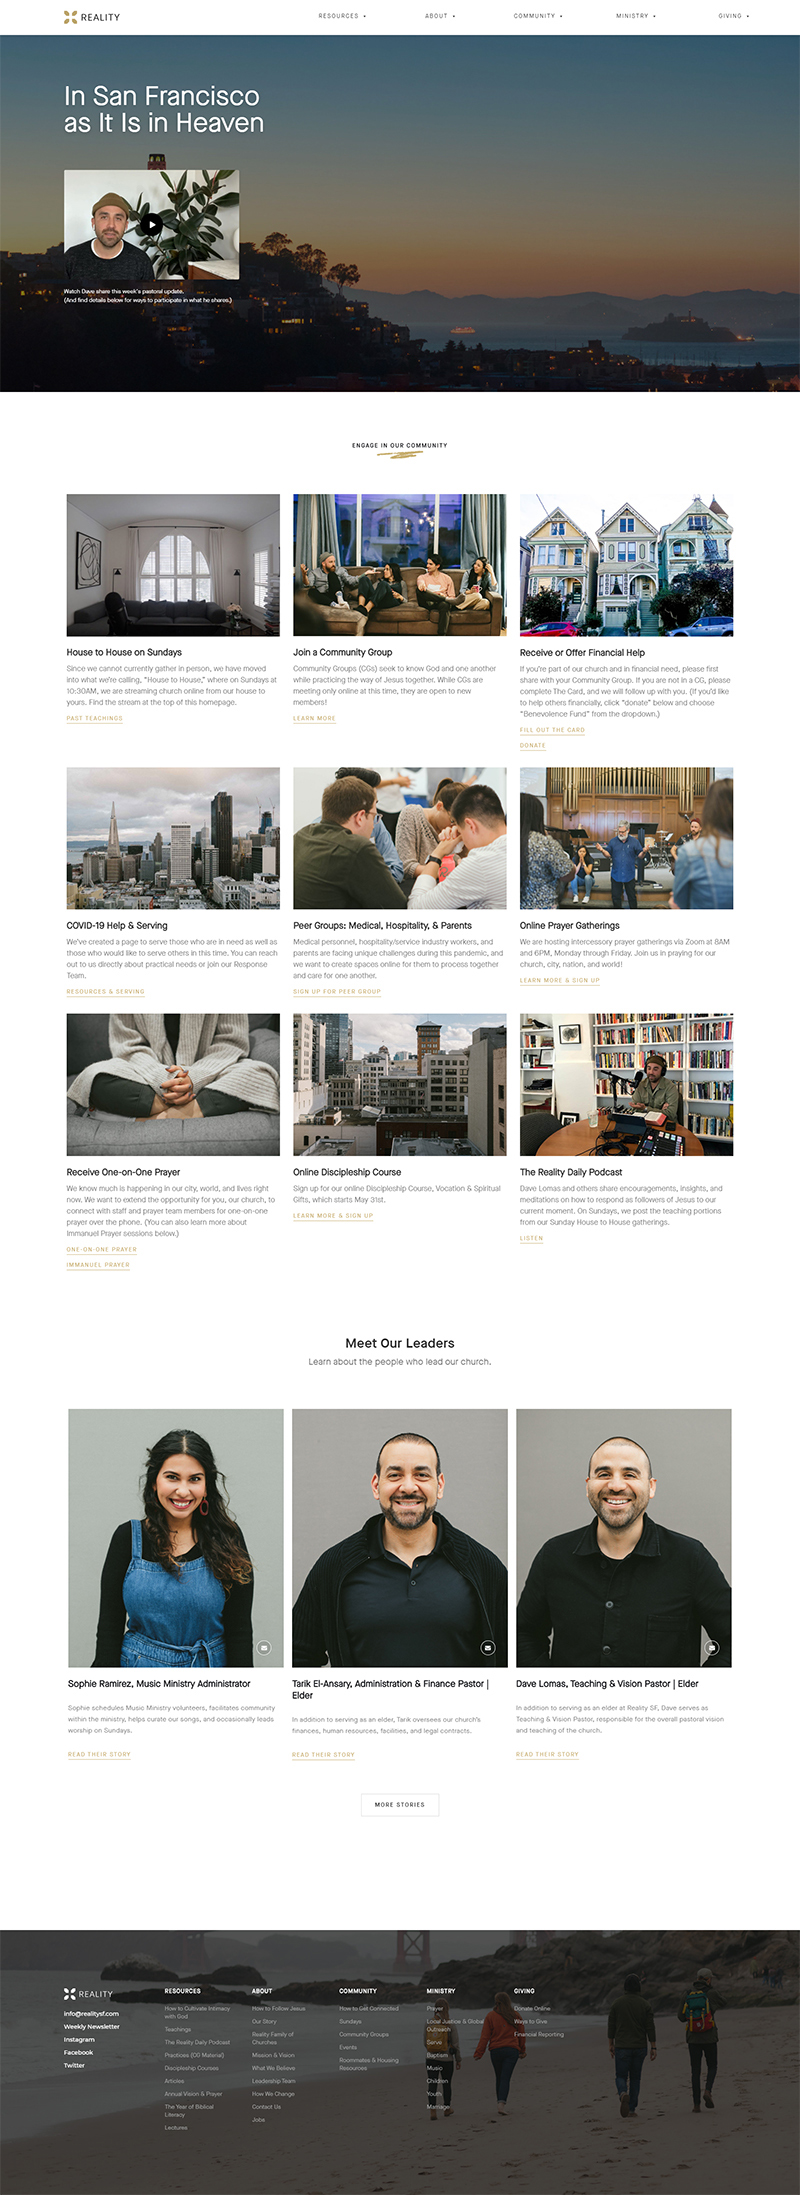 REALITY
RESOURCES
ABOUT
COMMUNITY
MINISTRY
GIVING
In San Francisco
as It Is in Heaven
Watch Dave share this week's pastoral update.
(And find details below for ways to participate in what he shares.)
ENGAGE IN OUR COMMUNITY
House to House on Sundays
Since we cannot currently gather in person, we have moved
into what we're calling, "House to House," where on Sundays at
10:30AM, we are streaming church online from our house to
yours. Find the stream at the top of this homepage.
PAST TEACHINGS
Join a Community Group
Community Groups (CGs) seek to know God and one another
while practicing the way of Jesus together. While CGs are
meeting only online at this time, they are open to new
members!
LEARN MORE
Receive or Offer Financial Help
If you're part of our church and in financial need, please first
share with your Community Group. If you are not in a CG, please
complete The Card, and we will follow up with you. (If you'd like
to help others financially, click "donate" below and choose
"Benevolence Fund" from the dropdown.)
FILL OUT THE CARD
DONATE
COVID-19 Help & Serving
We've created a page to serve those who are in need as well as
those who would like to serve others in this time. You can reach
out to us directly about practical needs or join our Response
Team.
RESOURCES & SERVING
Peer Groups: Medical, Hospitality, & Parents
Medical personnel, hospitality/service industry workers, and
parents are facing unique challenges during this pandemic, and
we want to create spaces online for them to process together
and care for one another.
SIGN UP FOR PEER GROUP
Online Prayer Gatherings
We are hosting intercessory prayer gatherings via Zoom at 8AM
and 6PM, Monday through Friday. Join us in praying for our
church, city, nation, and world!
LEARN MORE & SIGN UP
Receive One-on-One Prayer
We know much is happening in our city, world, and lives right
now. We want to extend the opportunity for you, our church, to
connect with staff and prayer team members for one-on-one
prayer over the phone. (You can also learn more about
Immanuel Prayer sessions below.)
ONE-ON-ONE PRAYER
IMMANUEL PRAYER
Online Discipleship Course
Sign up for our online Discipleship Course, Vocation & Spiritual
Gifts, which starts May 31st.
LEARN MORE & SIGN UP
The Reality Daily Podcast
Dave Lomas and others share encouragements, insights, and
meditations on how to respond as followers of Jesus to our
current moment. On Sundays, we post the teaching portions
from our Sunday House to House gatherings.
LISTEN
Meet Our Leaders
Learn about the people who lead our church.
Sophie Ramirez, Music Ministry Administrator
Sophie schedules Music Ministry volunteers, facilitates community
within the ministry, helps curate our songs, and occasionally leads
worship on Sundays.
READ THEIR STORY
Tarik El-Ansary, Administration & Finance Pastor |
Elder
In addition to serving as an elder, Tarik oversees our church's
finances, human resources, facilities, and legal contracts.
READ THEIR STORY
Dave Lomas, Teaching & Vision Pastor | Elder
In addition to serving as an elder at Reality SF, Dave serves as
Teaching & Vision Pastor, responsible for the overall pastoral vision
and teaching of the church.
READ THEIR STORY
MORE STORIES
REALITY
info@realitysf.com
Weekly Newsletter
Instagram
Facebook
Twitter
RESOURCES
How to Cultivate Intimacy
with God
Teachings
The Reality Daily Podcast
Practices (CG Material)
Discipleship Courses
Articles
Annual Vision & Prayer
The Year of Biblical
Literacy
Lectures
ABOUT
How to Follow Jesus
Our Story
Reality Family of
Churches
Mission & Vision
What We Believe
Leadership Team
How We Change
Contact Us
Jobs
COMMUNITY
How to Get Connected
Sundays
Community Groups
Events
Roommates & Housing
Resources
MINISTRY
Prayer
Local Justice & Global
Outreach
Serve
Baptism
Music
Children
Youth
Marriage
GIVING
Donate Online
Ways to Give
Financial Reporting